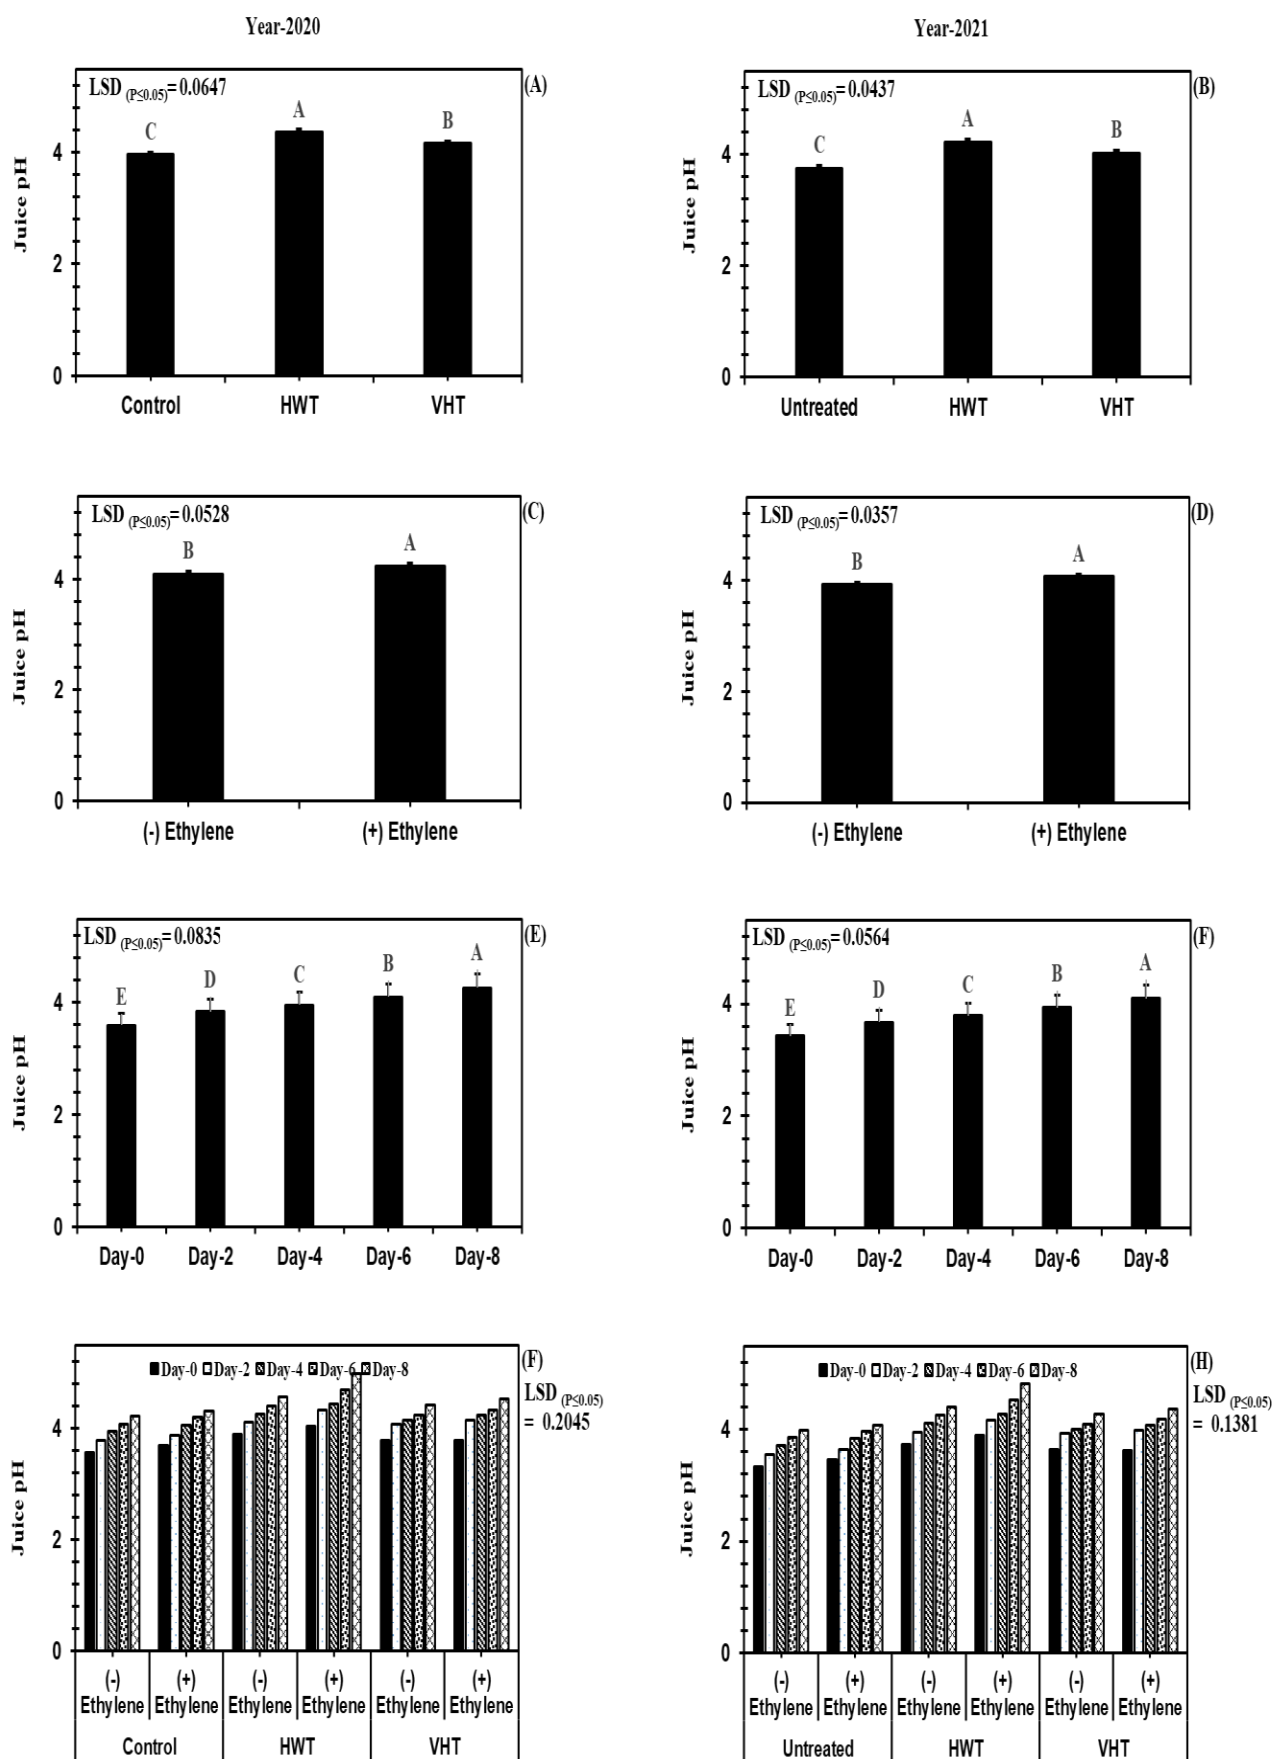 Year-2020
Year-2021
LSD (P≤0.05)= 0.0647
(A)
C
A
B
Juice pH
4
2
0
Control HWT VHT
LSD (P≤0.05)= 0.0437
(B)
C
A
B
Juice pH
4
2
0
Untreated HWT VHT
LSD (P≤0.05)= 0.0528
(C)
B
A
Juice pH
4
2
0
(-) Ethylene (+) Ethylene
LSD (P≤0.05)= 0.0357
(D)
B
A
Juice pH
4
2
0
(-) Ethylene (+) Ethylene
LSD (P≤0.05)= 0.0835
(E)
E
D
C
B
A
Juice pH
4
2
0
Day-0 Day-2 Day-4 Day-6 Day-8
LSD (P≤0.05)= 0.0564
(F)
E
D
C
B
A
Juice pH
4
2
0
Day-0 Day-2 Day-4 Day-6 Day-8
Day-0 Day-2 Day-4 Day-6 Day-8
(F)
LSD (P≤0.05)
= 0.2045
Juice pH
4
2
0
(-) (+) (-) (+) (-) (+)
Ethylene Ethylene Ethylene Ethylene Ethylene Ethylene
Control HWT VHT
Day-0 Day-2 Day-4 Day-6 Day-8
(H)
LSD (P≤0.05)
= 0.1381
Juice pH
4
2
0
(-) (+) (-) (+) (-) (+)
Ethylene Ethylene Ethylene Ethylene Ethylene Ethylene
Untreated HWT VHT